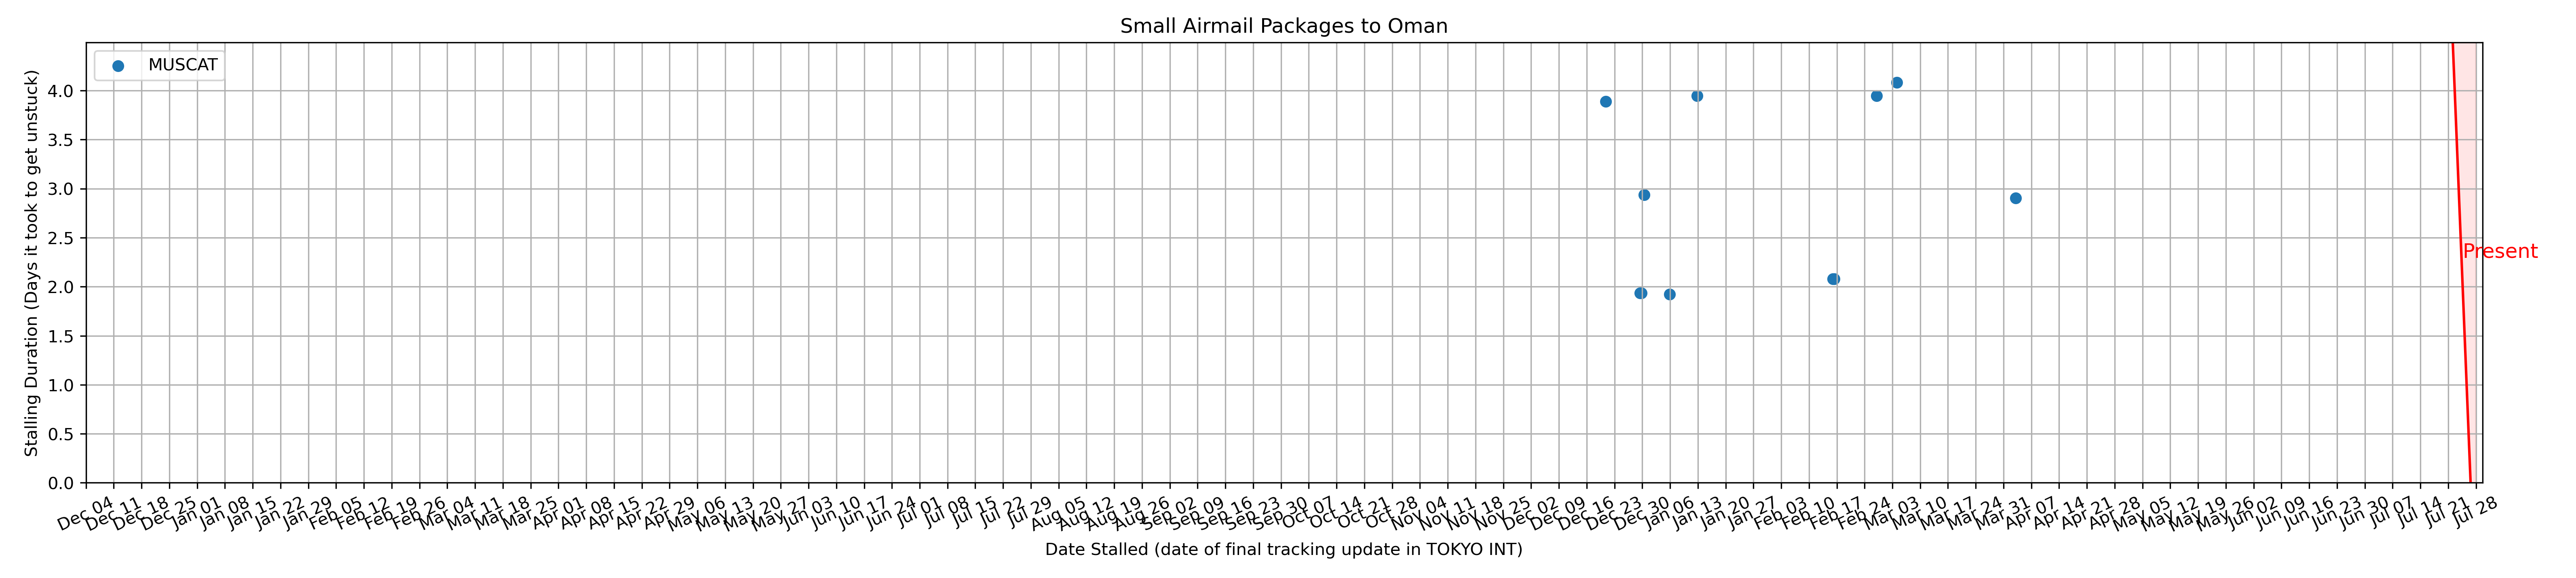 Small Airmail Packages to Oman
MUSCAT
Stalling Duration (Days it took to get unstuck)
4.0
3.5
3.0
2.5
2.0
1.5
1.0
0.5
0.0
Present
Dec 04 Dec 11 Dec 18 Dec 25 Jan 01 Jan 08 Jan 15 Jan 22 Jan 29 Feb 05 Feb 12 Feb 19 Feb 26 Mar 04 Mar 11 Mar 18 Mar 25 Apr 01 Apr 08 Apr 15 Apr 22 Apr 29 May 06 May 13 May 20 May 27 Jun 03 Jun 10 Jun 17 Jun 24 Jul 01 Jul 08 Jul 15 Jul 22 Jul 29 Aug 05 Aug 12 Aug 19 Aug 26 Sep 02 Sep 09 Sep 16 Sep 23 Sep 30 Oct 07 Oct 14 Oct 21 Oct 28 Nov 04 Nov 11 Nov 18 Nov 25 Dec 02 Dec 09 Dec 16 Dec 23 Dec 30 Jan 06 Jan 13 Jan 20 Jan 27 Feb 03 Feb 10 Feb 17 Feb 24 Mar 03 Mar 10 Mar 17 Mar 24 Mar 31 Apr 07 Apr 14 Apr 21 Apr 28 May 05 May 12 May 19 May 26 Jun 02 Jun 09 Jun 16 Jun 23 Jun 30 Jul 07 Jul 14 Jul 21 Jul 28
Date Stalled (date of final tracking update in TOKYO INT)